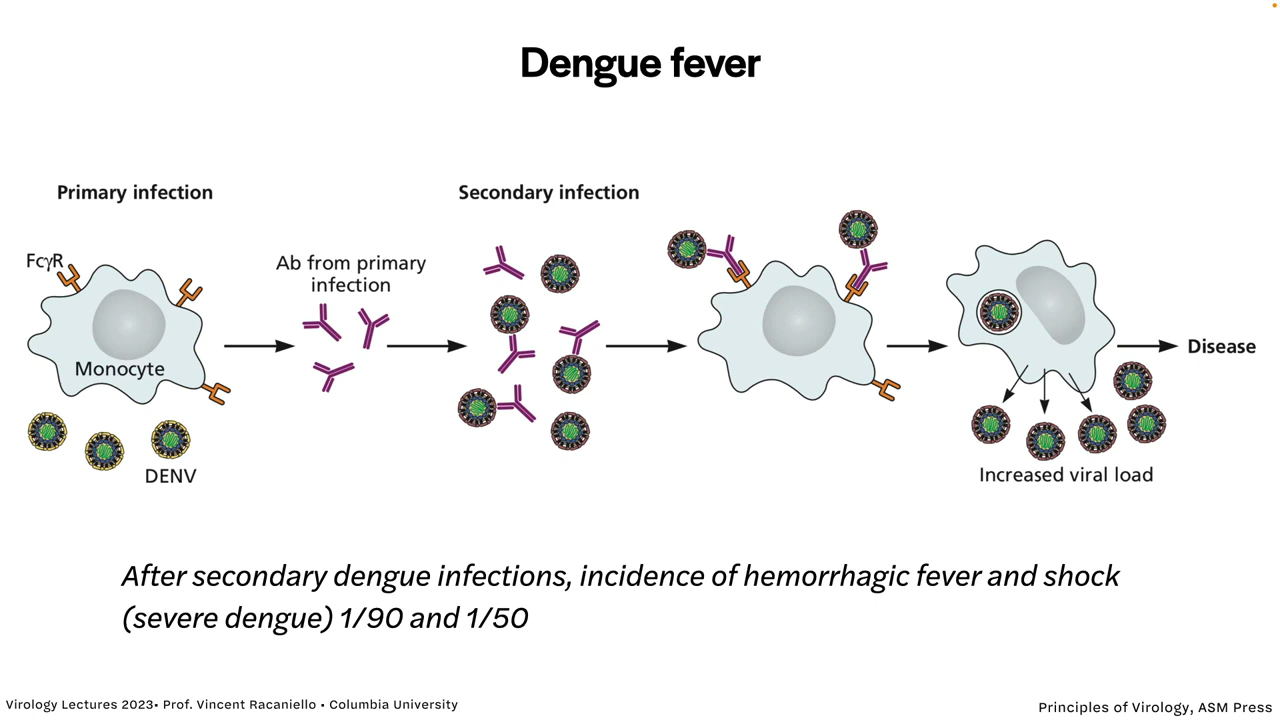 Dengue fever
Primary infection
Secondary infection
FcγR
Ab from primary
infection
Monocyte
DENV
Disease
Increased viral load
After secondary dengue infections, incidence of hemorrhagic fever and shock
(severe dengue) 1/90 and 1/50
Virology Lectures 2023• Prof. Vincent Racaniello • Columbia University
Principles of Virology, ASM Press